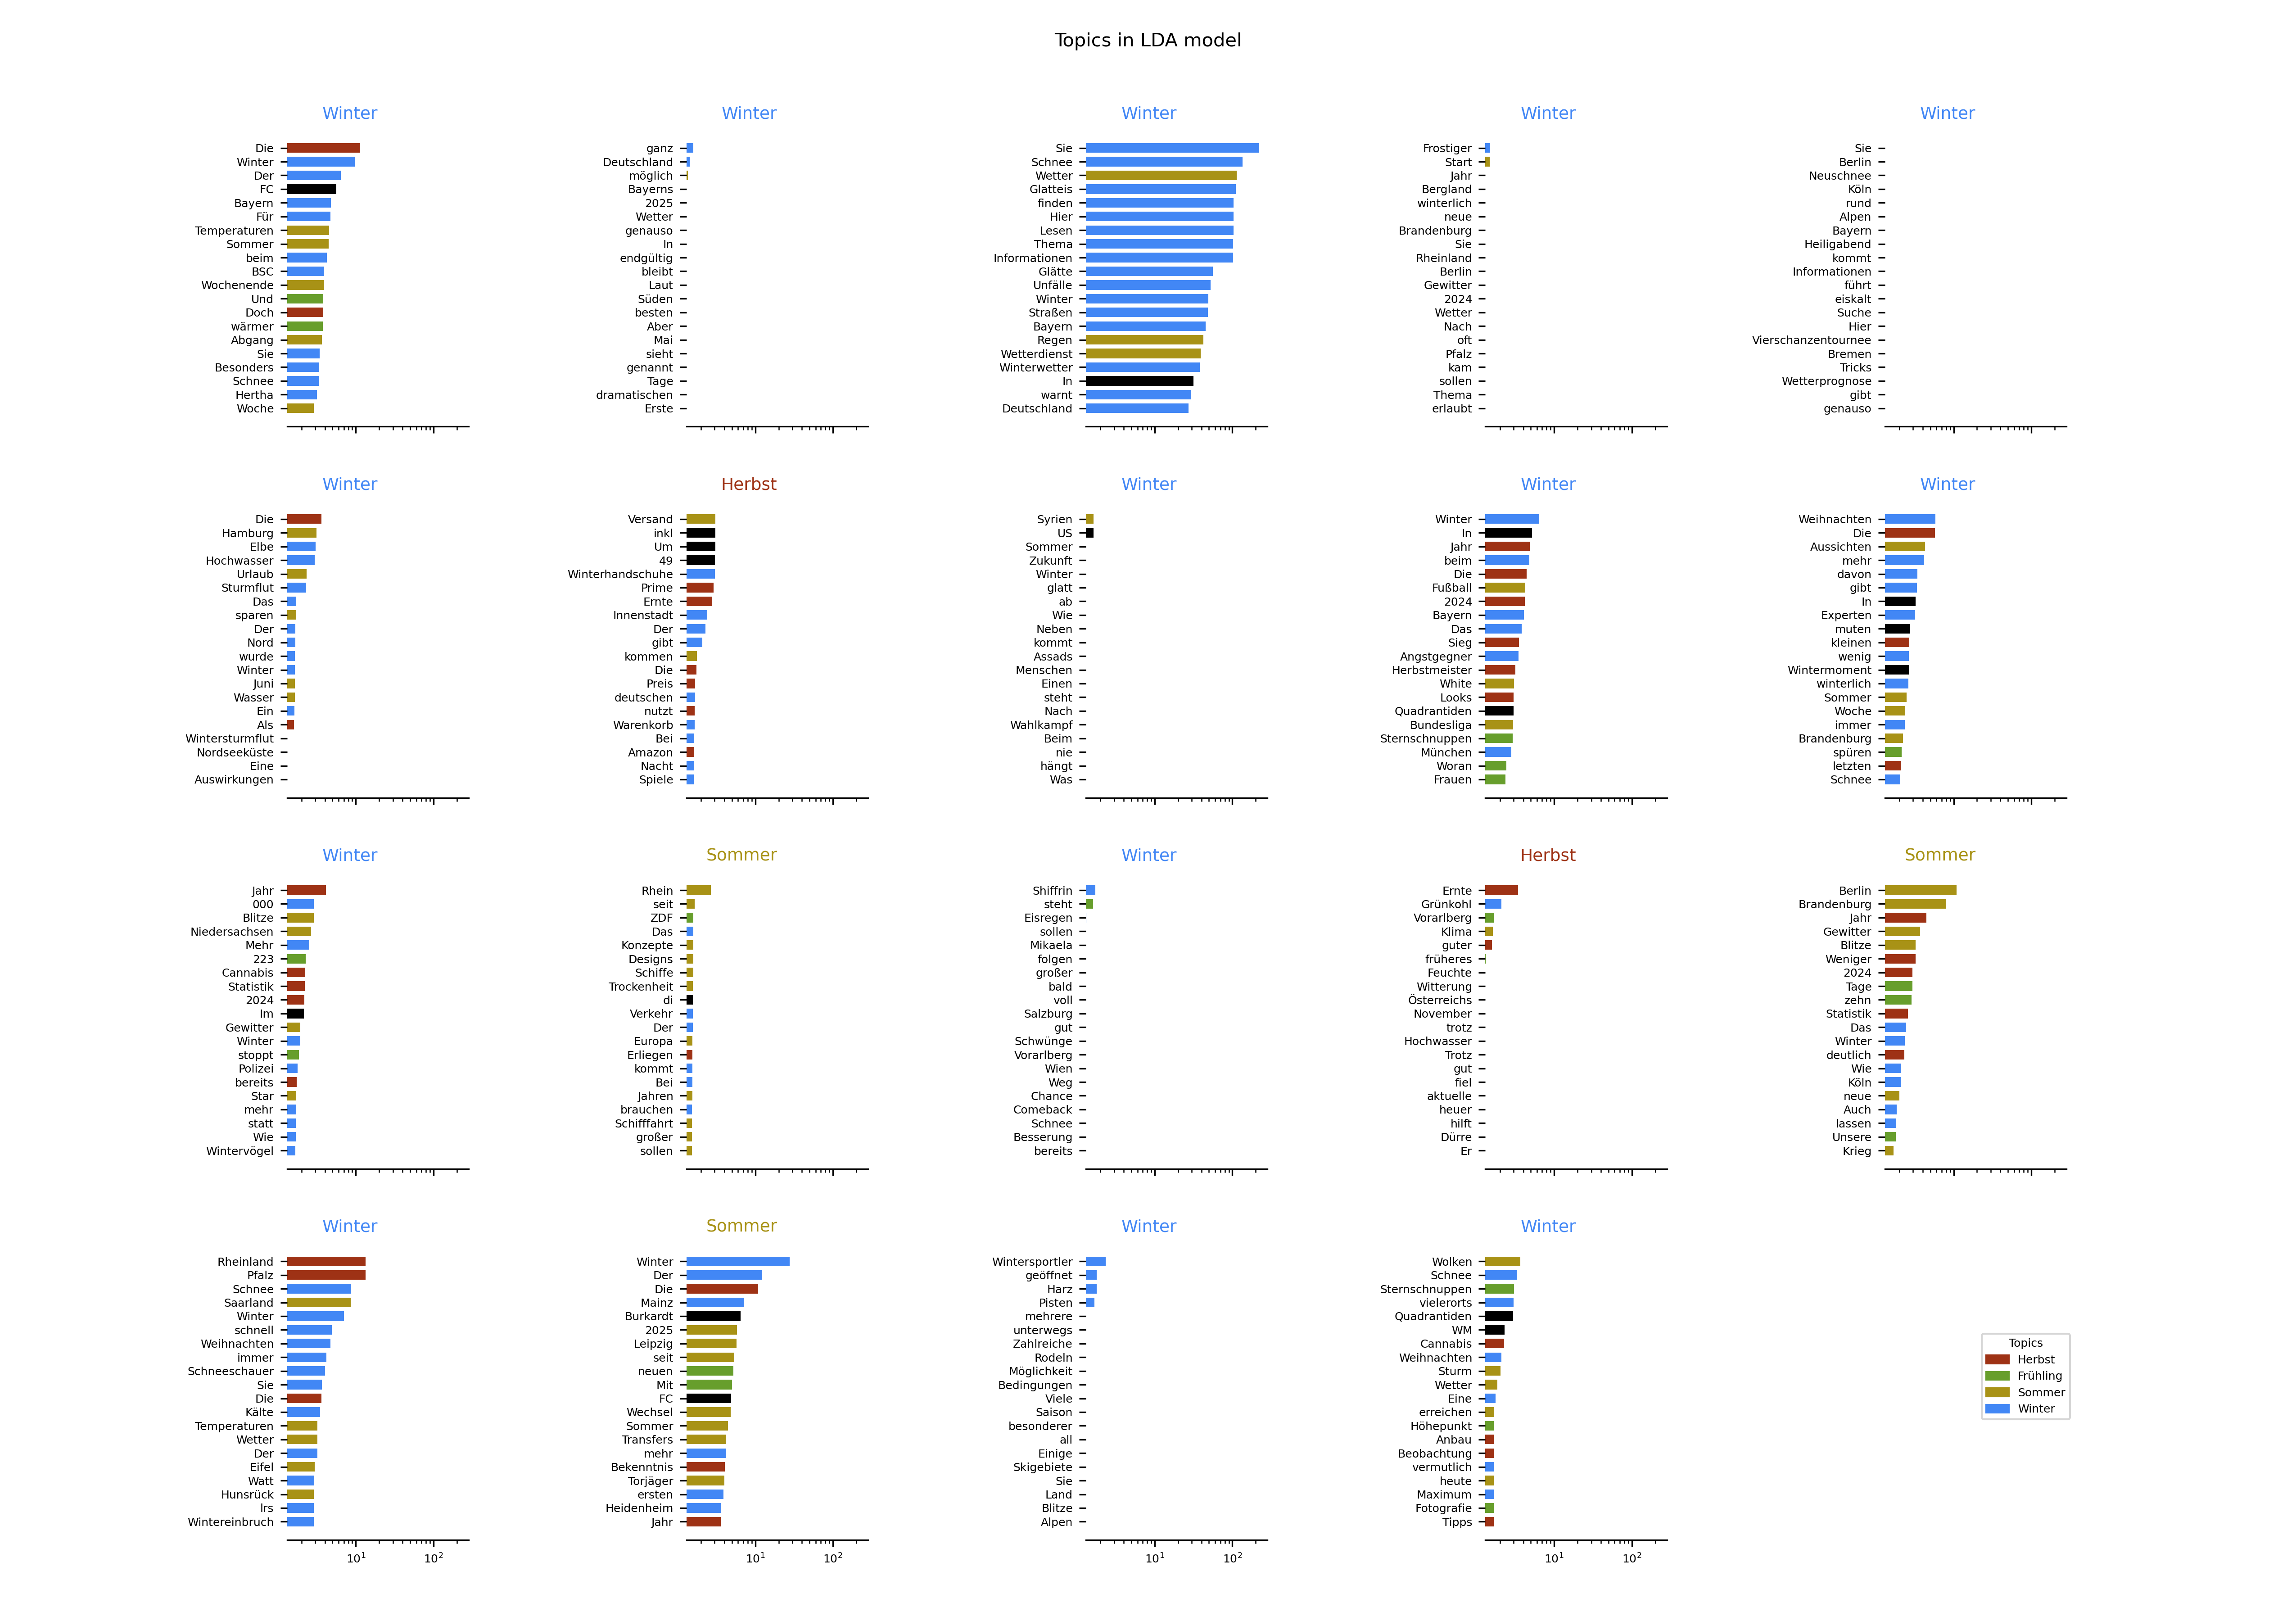 Topics in LDA model
Winter
Die
Winter
Der
FC
Bayern
Für
Temperaturen
Sommer
beim
BSC
Wochenende
Und
Doch
wärmer
Abgang
Sie
Besonders
Schnee
Hertha
Woche
Winter
ganz
Deutschland
möglich
Bayerns
2025
Wetter
genauso
In
endgültig
bleibt
Laut
Süden
besten
Aber
Mai
sieht
genannt
Tage
dramatischen
Erste
Winter
Sie
Schnee
Wetter
Glatteis
finden
Hier
Lesen
Thema
Informationen
Glätte
Unfälle
Winter
Straßen
Bayern
Regen
Wetterdienst
Winterwetter
In
warnt
Deutschland
Winter
Frostiger
Start
Jahr
Bergland
winterlich
neue
Brandenburg
Sie
Rheinland
Berlin
Gewitter
2024
Wetter
Nach
oft
Pfalz
kam
sollen
Thema
erlaubt
Winter
Sie
Berlin
Neuschnee
Köln
rund
Alpen
Bayern
Heiligabend
kommt
Informationen
führt
eiskalt
Suche
Hier
Vierschanzentournee
Bremen
Tricks
Wetterprognose
gibt
genauso
Winter
Die
Hamburg
Elbe
Hochwasser
Urlaub
Sturmflut
Das
sparen
Der
Nord
wurde
Winter
Juni
Wasser
Ein
Als
Wintersturmflut
Nordseeküste
Eine
Auswirkungen
Herbst
Versand
inkl
Um
49
Winterhandschuhe
Prime
Ernte
Innenstadt
Der
gibt
kommen
Die
Preis
deutschen
nutzt
Warenkorb
Bei
Amazon
Nacht
Spiele
Winter
Syrien
US
Sommer
Zukunft
Winter
glatt
ab
Wie
Neben
kommt
Assads
Menschen
Einen
steht
Nach
Wahlkampf
Beim
nie
hängt
Was
Winter
Winter
In
Jahr
beim
Die
Fußball
2024
Bayern
Das
Sieg
Angstgegner
Herbstmeister
White
Looks
Quadrantiden
Bundesliga
Sternschnuppen
München
Woran
Frauen
Winter
Weihnachten
Die
Aussichten
mehr
davon
gibt
In
Experten
muten
kleinen
wenig
Wintermoment
winterlich
Sommer
Woche
immer
Brandenburg
spüren
letzten
Schnee
Winter
Jahr
000
Blitze
Niedersachsen
Mehr
223
Cannabis
Statistik
2024
Im
Gewitter
Winter
stoppt
Polizei
bereits
Star
mehr
statt
Wie
Wintervögel
Sommer
Rhein
seit
ZDF
Das
Konzepte
Designs
Schiffe
Trockenheit
di
Verkehr
Der
Europa
Erliegen
kommt
Bei
Jahren
brauchen
Schifffahrt
großer
sollen
Winter
Shiffrin
steht
Eisregen
sollen
Mikaela
folgen
großer
bald
voll
Salzburg
gut
Schwünge
Vorarlberg
Wien
Weg
Chance
Comeback
Schnee
Besserung
bereits
Herbst
Ernte
Grünkohl
Vorarlberg
Klima
guter
früheres
Feuchte
Witterung
Österreichs
November
trotz
Hochwasser
Trotz
gut
fiel
aktuelle
heuer
hilft
Dürre
Er
Sommer
Berlin
Brandenburg
Jahr
Gewitter
Blitze
Weniger
2024
Tage
zehn
Statistik
Das
Winter
deutlich
Wie
Köln
neue
Auch
lassen
Unsere
Krieg
Winter
Rheinland
Pfalz
Schnee
Saarland
Winter
schnell
Weihnachten
immer
Schneeschauer
Sie
Die
Kälte
Temperaturen
Wetter
Der
Eifel
Watt
Hunsrück
lrs
Wintereinbruch
10¹ 10²
Sommer
Winter
Der
Die
Mainz
Burkardt
2025
Leipzig
seit
neuen
Mit
FC
Wechsel
Sommer
Transfers
mehr
Bekenntnis
Torjäger
ersten
Heidenheim
Jahr
10¹ 10²
Winter
Wintersportler
geöffnet
Harz
Pisten
mehrere
unterwegs
Zahlreiche
Rodeln
Möglichkeit
Bedingungen
Viele
Saison
besonderer
all
Einige
Skigebiete
Sie
Land
Blitze
Alpen
10¹ 10²
Winter
Wolken
Schnee
Sternschnuppen
vielerorts
Quadrantiden
WM
Cannabis
Weihnachten
Sturm
Wetter
Eine
erreichen
Höhepunkt
Anbau
Beobachtung
vermutlich
heute
Maximum
Fotografie
Tipps
10¹ 10²
Topics
Herbst
Frühling
Sommer
Winter